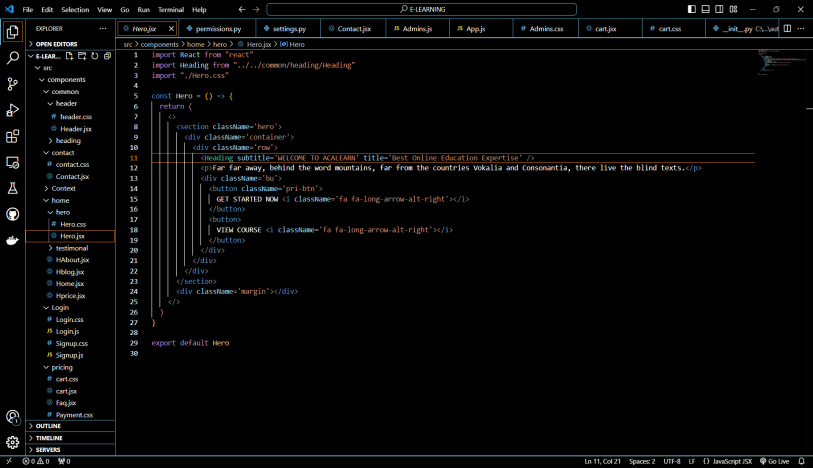 File Edit Selection View Go Run Terminal Help
E-LEARNING
EXPLORER
Hero.jsx
permissions.py
settings.py
Contact.jsx
JS Admins.js
JS App.js
# Admins.css
cart.jsx
# cart.css
__init__.py C:\...\aut
OPEN EDITORS
E-LEAR...
src
components
common
header
# header.css
Header.jsx
heading
contact
# contact.css
Contact.jsx
Context
home
hero
# Hero.css
Hero.jsx
testimonal
HAbout.jsx
Hblog.jsx
Home.jsx
Hprice.jsx
Login
# Login.css
JS Login.js
# Signup.css
JS Signup.js
pricing
# cart.css
cart.jsx
Faq.jsx
# Payment.css
OUTLINE
TIMELINE
SERVERS
src > components > home > hero > Hero.jsx > Hero
1 import React from "react"
2 import Heading from "../../common/heading/Heading"
3 import "./Hero.css"
4
5 const Hero = () => {
6 return (
7 <>
8 <section className='hero'>
9 <div className='container'>
10 <div className='row'>
11 <Heading subtitle='WELCOME TO ACALEARN' title='Best Online Education Expertise' />
12 <p>Far far away, behind the word mountains, far from the countries Vokalia and Consonantia, there live the blind texts.</p>
13 <div className='bu'>
14 <button className='pri-btn'>
15 GET STARTED NOW <i className='fa fa-long-arrow-alt-right'></i>
16 </button>
17 <button>
18 VIEW COURSE <i className='fa fa-long-arrow-alt-right'></i>
19 </button>
20 </div>
21 </div>
22 </div>
23 </section>
24 <div className='margin'></div>
25 </>
26 )
27 }
28
29 export default Hero
30
0 0 0
Ln 11, Col 21 Spaces: 2 UTF-8 LF JavaScript JSX Go Live